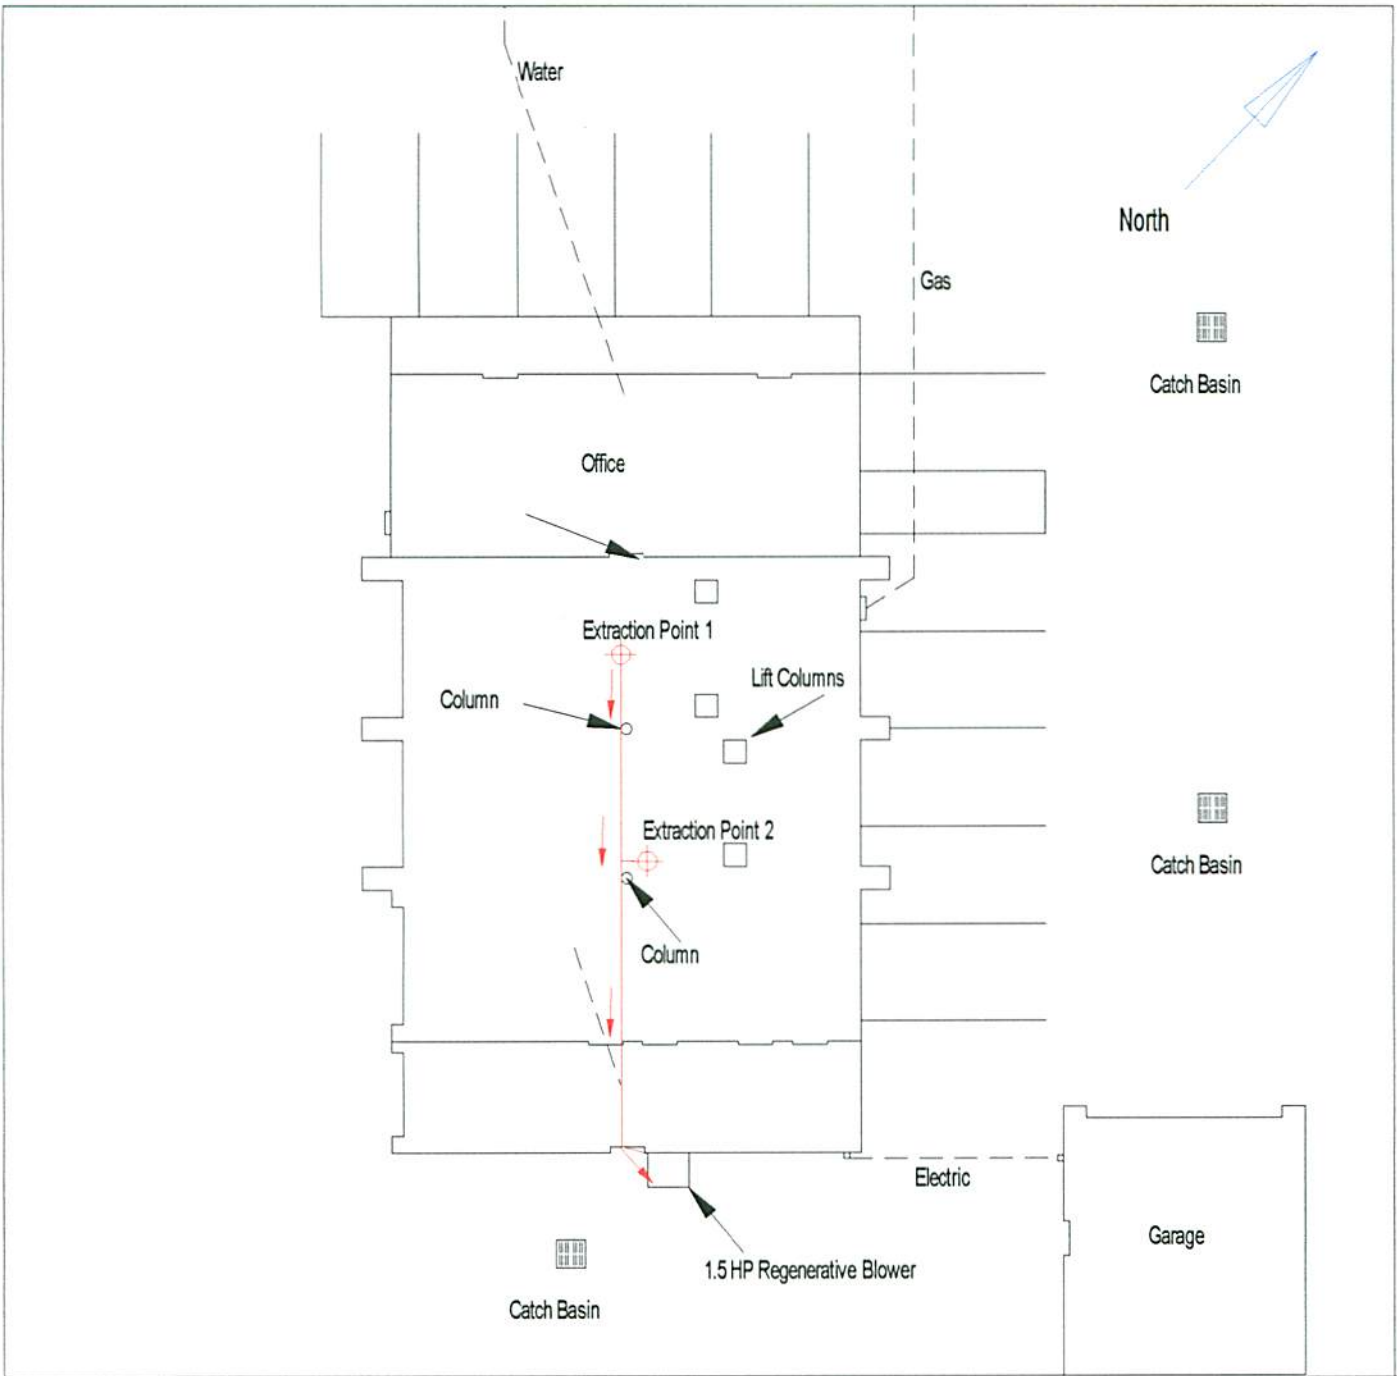 Water
North
Gas
Catch Basin
Office
Extraction Point 1
Lift Columns
Column
Extraction Point 2
Catch Basin
Column
Electric
Garage
1.5 HP Regenerative Blower
Catch Basin